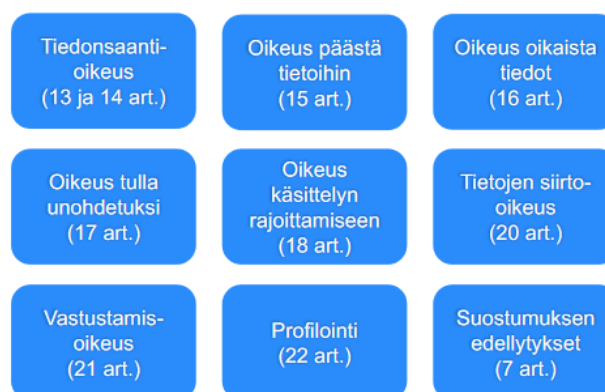 Tiedonsaanti-
oikeus
(13 ja 14 art.)
Oikeus päästä
tietoihin
(15 art.)
Oikeus oikaista
tiedot
(16 art.)
Oikeus tulla
unohdetuksi
(17 art.)
Oikeus
käsittelyn
rajoittamiseen
(18 art.)
Tietojen siirto-
oikeus
(20 art.)
Vastustamis-
oikeus
(21 art.)
Profilointi
(22 art.)
Suostumuksen
edellytykset
(7 art.)